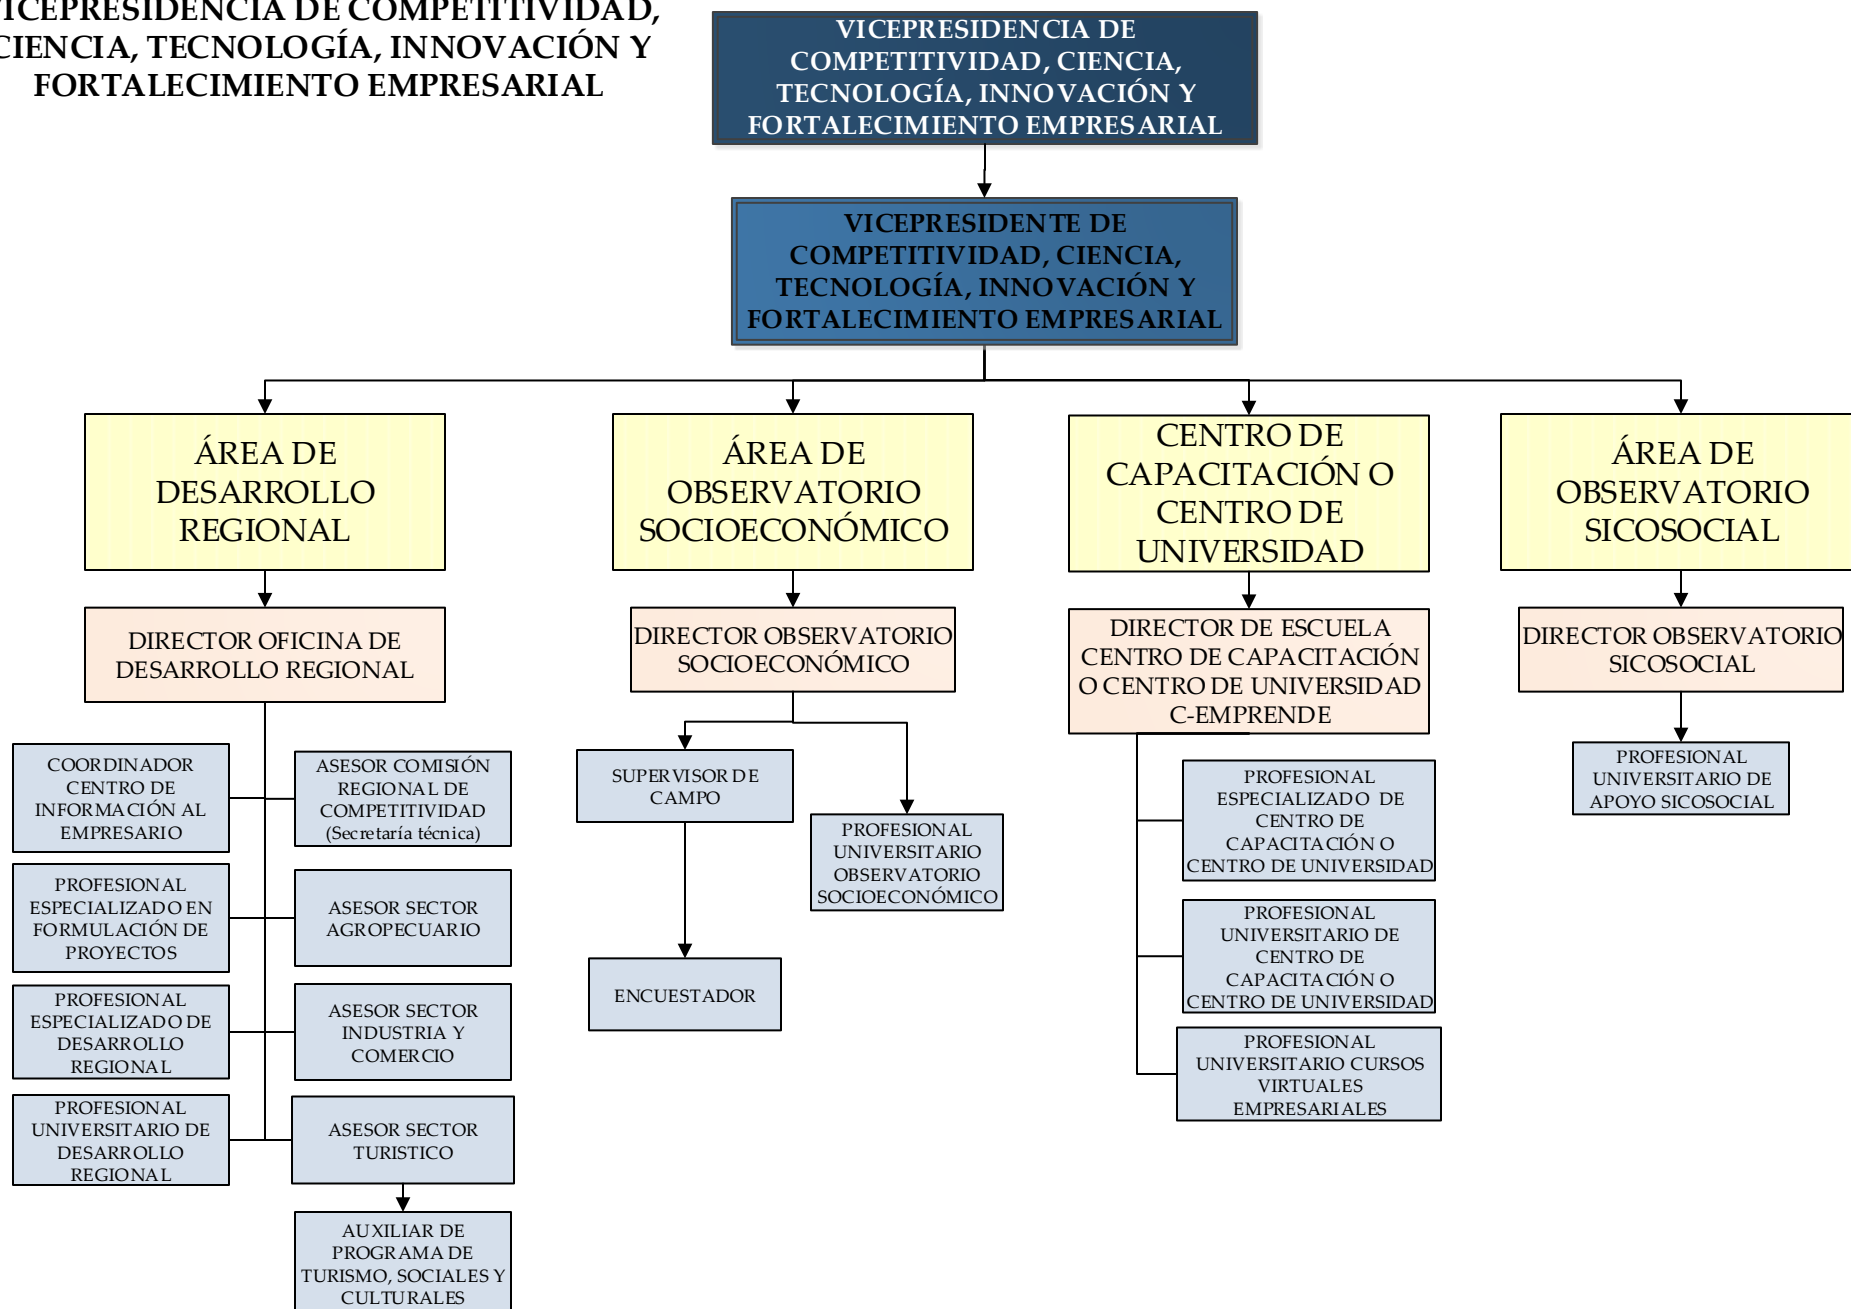 VICEPRESIDENCIA DE COMPETITIVIDAD,
CIENCIA, TECNOLOGÍA, INNOVACIÓN Y
FORTALECIMIENTO EMPRESARIAL
VICEPRESIDENCIA DE
COMPETITIVIDAD, CIENCIA,
TECNOLOGÍA, INNOVACIÓN Y
FORTALECIMIENTO EMPRESARIAL
VICEPRESIDENTE DE
COMPETITIVIDAD, CIENCIA,
TECNOLOGÍA, INNOVACIÓN Y
FORTALECIMIENTO EMPRESARIAL
ÁREA DE
DESARROLLO
REGIONAL
ÁREA DE
OBSERVATORIO
SOCIOECONÓMICO
CENTRO DE
CAPACITACIÓN O
CENTRO DE
UNIVERSIDAD
ÁREA DE
OBSERVATORIO
SICOSOCIAL
DIRECTOR OFICINA DE
DESARROLLO REGIONAL
DIRECTOR OBSERVATORIO
SOCIOECONÓMICO
DIRECTOR DE ESCUELA
CENTRO DE CAPACITACIÓN
O CENTRO DE UNIVERSIDAD
C-EMPRENDE
DIRECTOR OBSERVATORIO
SICOSOCIAL
COORDINADOR
CENTRO DE
INFORMACIÓN AL
EMPRESARIO
ASESOR COMISIÓN
REGIONAL DE
COMPETITIVIDAD
(Secretaría técnica)
PROFESIONAL
ESPECIALIZADO EN
FORMULACIÓN DE
PROYECTOS
ASESOR SECTOR
AGROPECUARIO
PROFESIONAL
ESPECIALIZADO DE
DESARROLLO
REGIONAL
ASESOR SECTOR
INDUSTRIA Y
COMERCIO
PROFESIONAL
UNIVERSITARIO DE
DESARROLLO
REGIONAL
ASESOR SECTOR
TURISTICO
AUXILIAR DE
PROGRAMA DE
TURISMO, SOCIALES Y
CULTURALES
SUPERVISOR DE
CAMPO
PROFESIONAL
UNIVERSITARIO
OBSERVATORIO
SOCIOECONÓMICO
ENCUESTADOR
PROFESIONAL
ESPECIALIZADO DE
CENTRO DE
CAPACITACIÓN O
CENTRO DE UNIVERSIDAD
PROFESIONAL
UNIVERSITARIO DE
CENTRO DE
CAPACITACIÓN O
CENTRO DE UNIVERSIDAD
PROFESIONAL
UNIVERSITARIO CURSOS
VIRTUALES
EMPRESARIALES
PROFESIONAL
UNIVERSITARIO DE
APOYO SICOSOCIAL